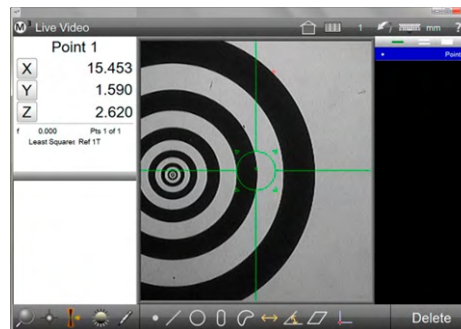 M³ Live Video
1
mm
?
Point 1
X 15.453
Y 1.590
Z 2.620
f 0.000 Pts 1 of 1
Least Squares Ref 1T
Point
Delete